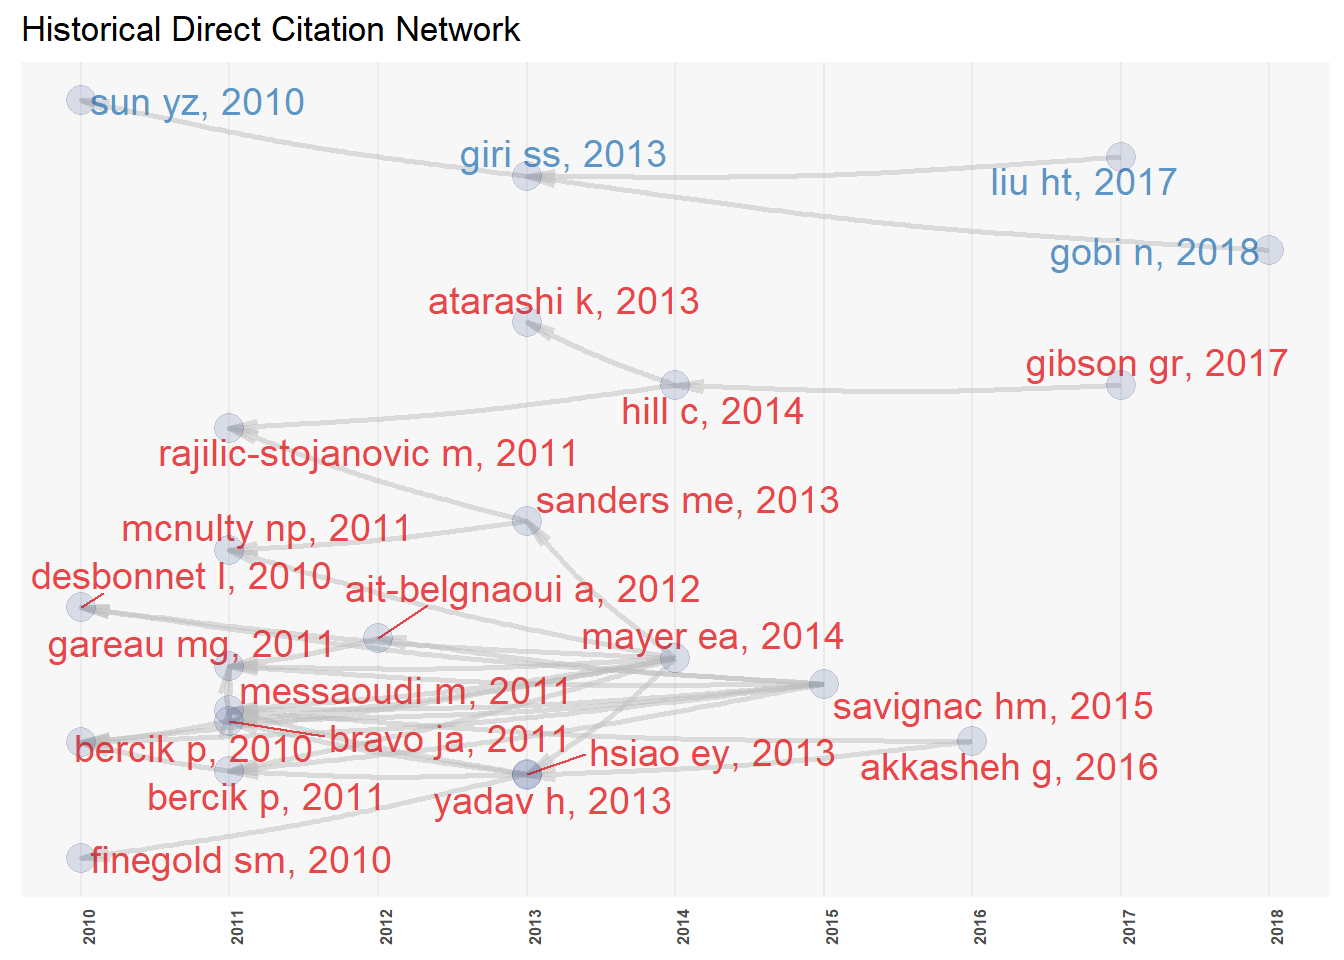 Historical Direct Citation Network
sun yz, 2010
giri ss, 2013
liu ht, 2017
gobi n, 2018
atarashi k, 2013
gibson gr, 2017
hill c, 2014
rajilic-stojanovic m, 2011
sanders me, 2013
mcnulty np, 2011
desbonnet l, 2010
ait-belgnaoui a, 2012
mayer ea, 2014
gareau mg, 2011
messaoudi m, 2011
savignac hm, 2015
bravo ja, 2011
bercik p, 2010
hsiao ey, 2013
akkasheh g, 2016
bercik p, 2011
yadav h, 2013
finegold sm, 2010
2010
2011
2012
2013
2014
2015
2016
2017
2018